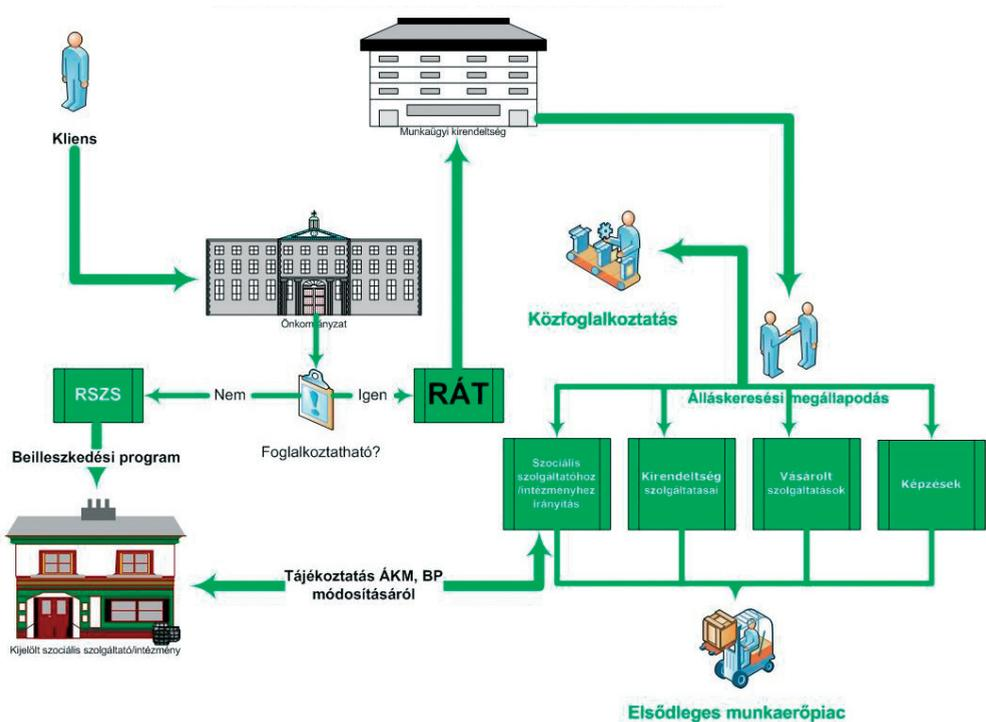 Kliens
Munkaügyi kirendeltség
Önkományzat
Közfoglalkoztatás
RSZS
Nem
Igen
RÁT
Álláskeresési megállapodás
Foglalkoztatható?
Beilleszkedési program
Szociális
szolgáltatóhoz
/intézményhez
irányítás
Kirendeltség
szolgáltatásai
Vásárolt
szolgáltatások
Képzések
Tájékoztatás ÁKM, BP
módosításáról
Kijelölt szociális szolgáltató/intézmény
Elsődleges munkaerőpiac